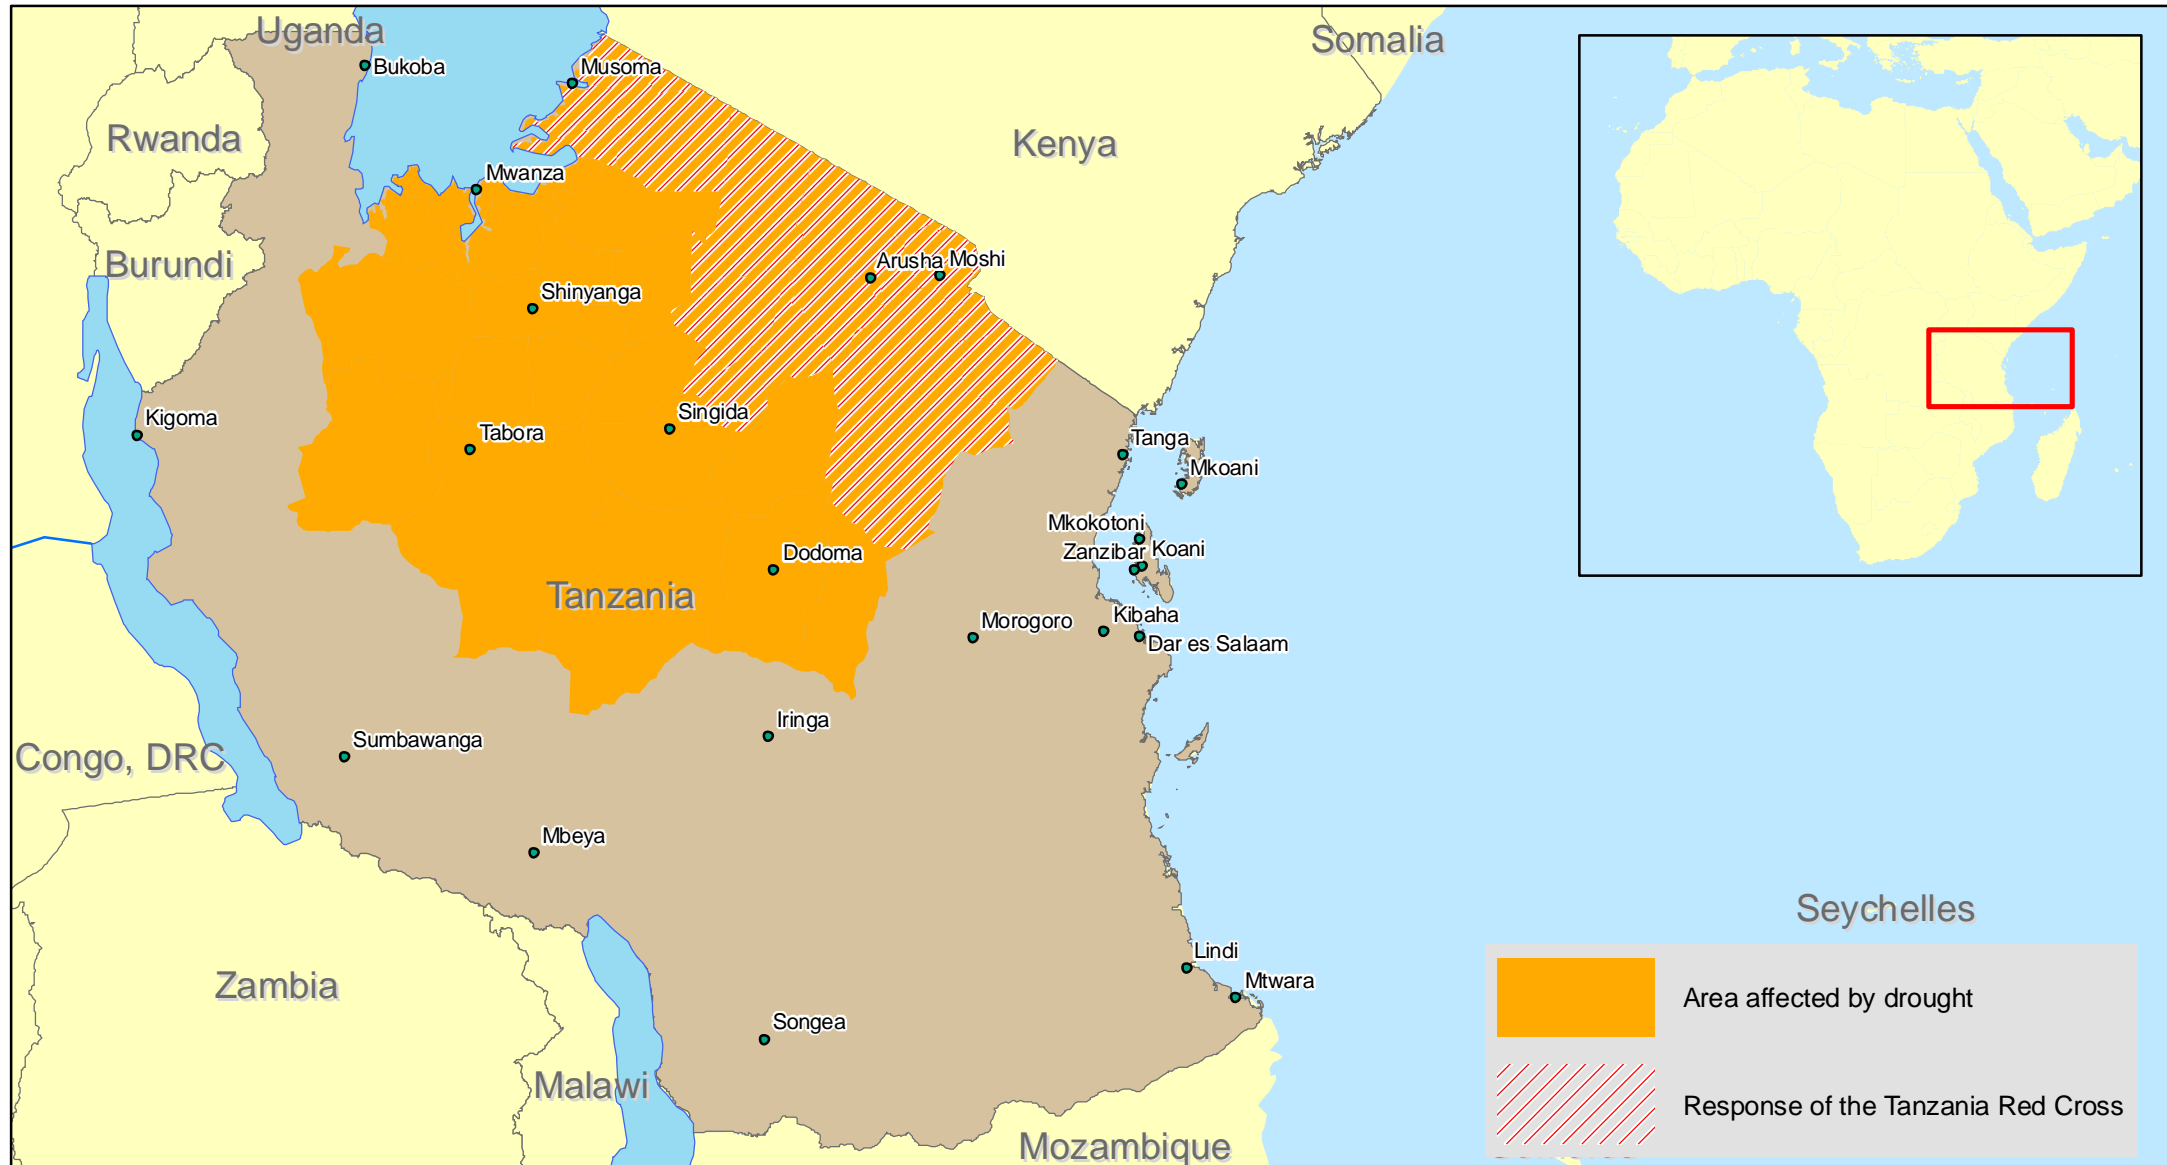 Uganda
Somalia
Bukoba
Musoma
Rwanda
Kenya
Mwanza
Burundi
Arusha
Moshi
Shinyanga
Kigoma
Tabora
Singida
Tanga
Mkoani
Mkokotoni
Zanzibar
Koani
Dodoma
Tanzania
Morogoro
Kibaha
Dar es Salaam
Iringa
Sumbawanga
Congo, DRC
Mbeya
Seychelles
Lindi
Mtwara
Zambia
Songea
Malawi
Mozambique
Area affected by drought
Response of the Tanzania Red Cross